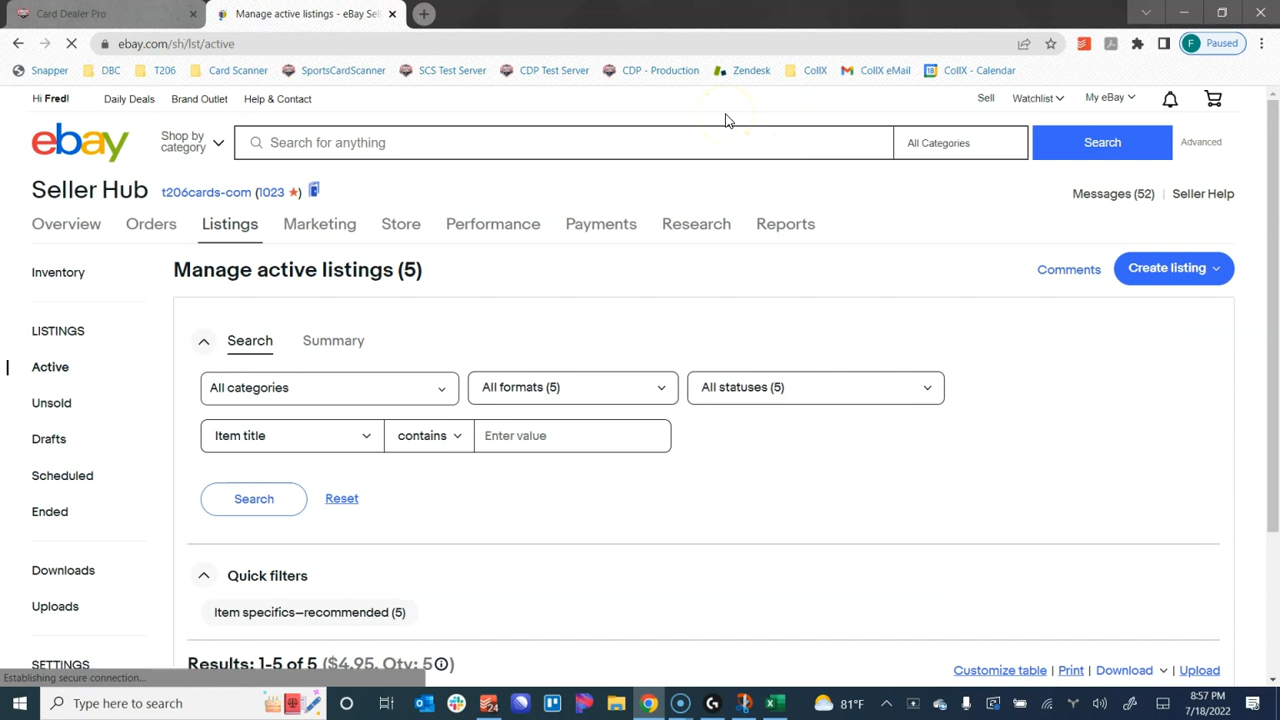 Card Dealer Pro
Manage active listings - eBay Sel
ebay.com/sh/lst/active
F Paused
Snapper DBC T206 Card Scanner SportsCardScanner SCS Test Server CDP Test Server CDP - Production Zendesk CollX CollX eMail CollX - Calendar
Hi Fred! Daily Deals Brand Outlet Help & Contact Sell Watchlist My eBay
ebay Shop by category Search for anything All Categories Search Advanced
Seller Hub t206cards-com (1023 ★) Messages (52) | Seller Help
Overview Orders Listings Marketing Store Performance Payments Research Reports
Inventory
Manage active listings (5) Comments Create listing
LISTINGS
Search Summary
Active
All categories All formats (5) All statuses (5)
Unsold
Drafts
Item title contains Enter value
Scheduled
Search Reset
Ended
Downloads
Quick filters
Uploads
Item specifics—recommended (5)
SETTINGS
Results: 1-5 of 5 ($4.95, Qty: 5)
Customize table | Print | Download | Upload
Establishing secure connection...
Type here to search
81°F
8:57 PM
7/18/2022